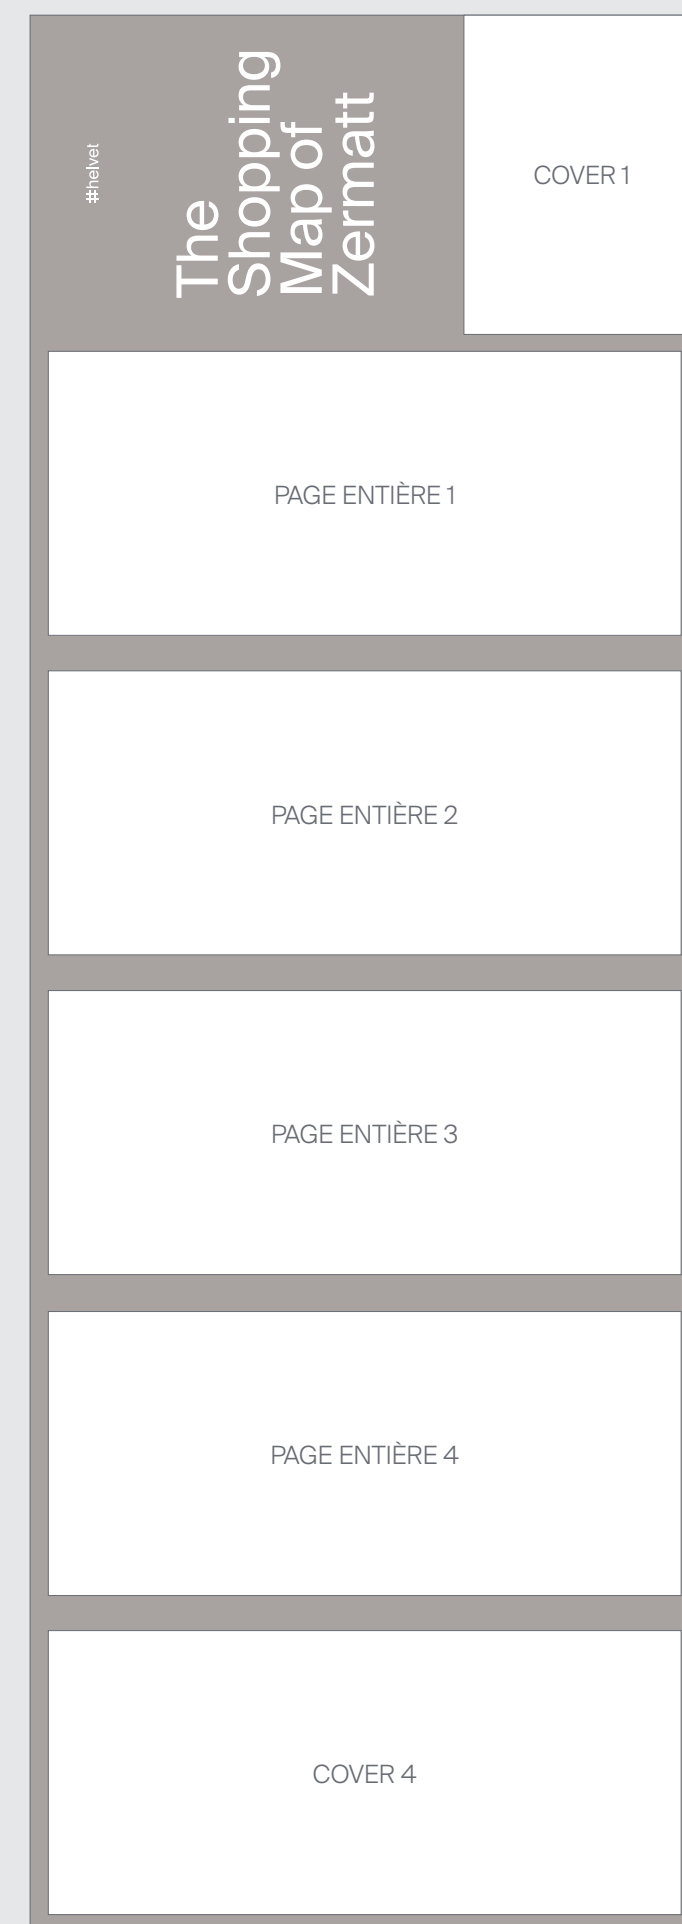 #helvet
The
Shopping
Map of
Zermatt
COVER 1
PAGE ENTIÈRE 1
PAGE ENTIÈRE 2
PAGE ENTIÈRE 3
PAGE ENTIÈRE 4
COVER 4